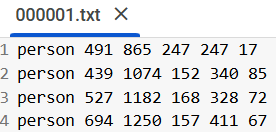 000001.txt ×
1 person 491 865 247 247 17
2 person 439 1074 152 340 85
3 person 527 1182 168 328 72
4 person 694 1250 157 411 67